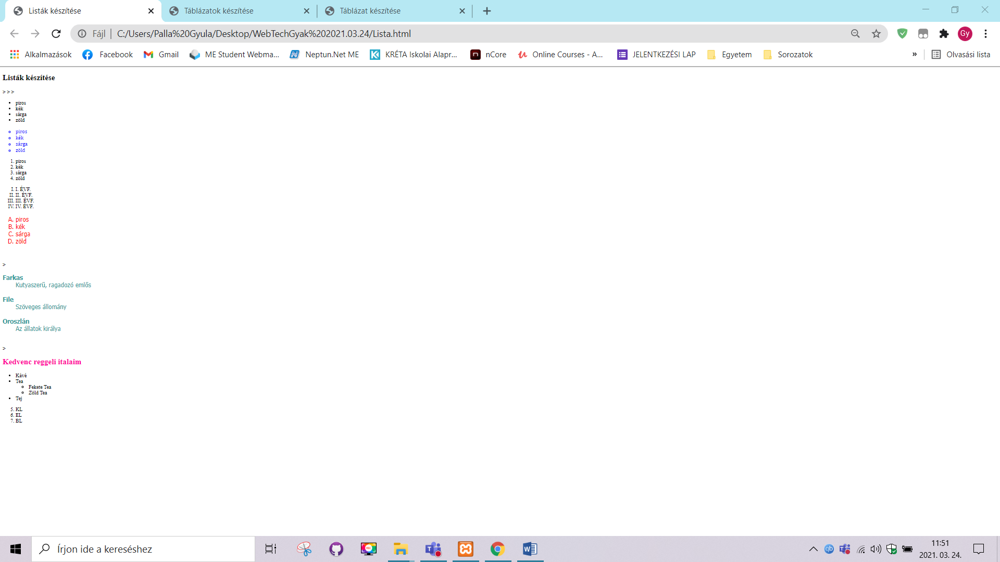 Listák készítése
Táblázatok készítése
Táblázat készítése
Fájl | C:/Users/Palla%20Gyula/Desktop/WebTechGyak%202021.03.24/Lista.html
Gy
Alkalmazások Facebook Gmail ME Student Webma... Neptun.Net ME KRÉTA Iskolai Alapr... nCore Online Courses - A... JELENTKEZÉSI LAP Egyetem Sorozatok » Olvasási lista
Listák készítése
>>>
• piros
• kék
• sárga
• zöld
◦ piros
◦ kék
◦ sárga
◦ zöld
1. piros
2. kék
3. sárga
4. zöld
I. I. ÉVF.
II. II. ÉVF.
III. III. ÉVF.
IV. IV. ÉVF.
A. piros
B. kék
C. sárga
D. zöld
>
Farkas
Kutyaszerű, ragadozó emlős
File
Szöveges állomány
Oroszlán
Az állatok királya
>
Kedvenc reggeli italaim
• Kávé
• Tea
◦ Fekete Tea
◦ Zöld Tea
• Tej
5. KL
6. EL
7. BL
Írjon ide a kereséshez
11:51
2021. 03. 24.